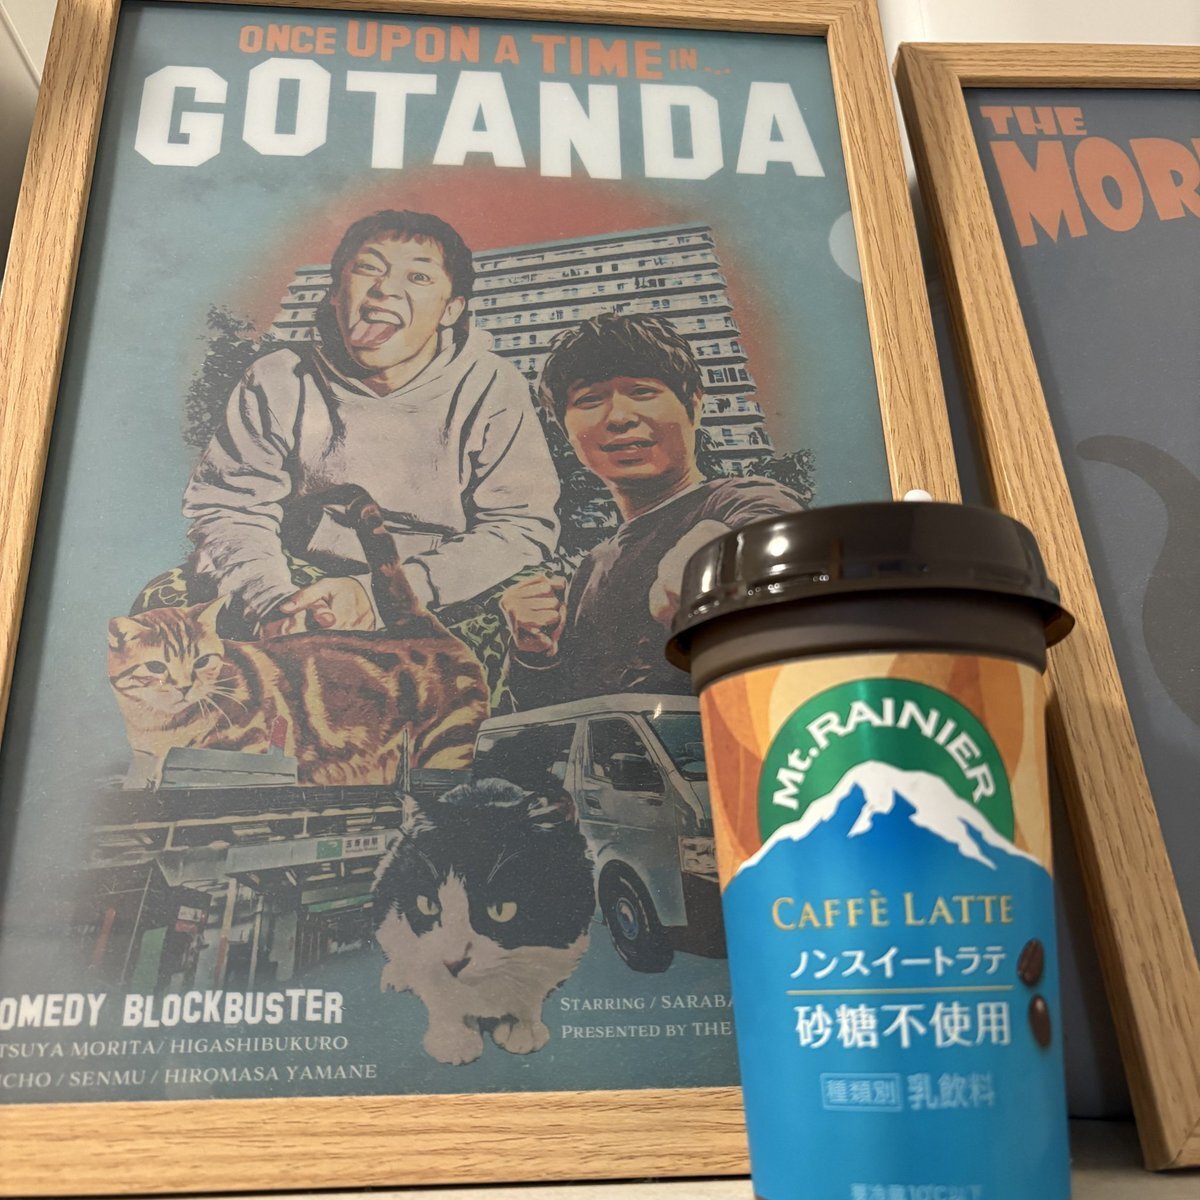 ONCE UPON A TIME IN...
GOTANDA
COMEDY BLOCKBUSTER
TSUYA MORITA / HIGASHIBUKURO
CHO / SENMU / HIROMASA YAMANE
STARRING / SARABA
PRESENTED BY THE
THE
MOR
Mt. RAINIER
CAFFÈ LATTE
ノンスイートラテ
砂糖不使用
種類別 乳飲料